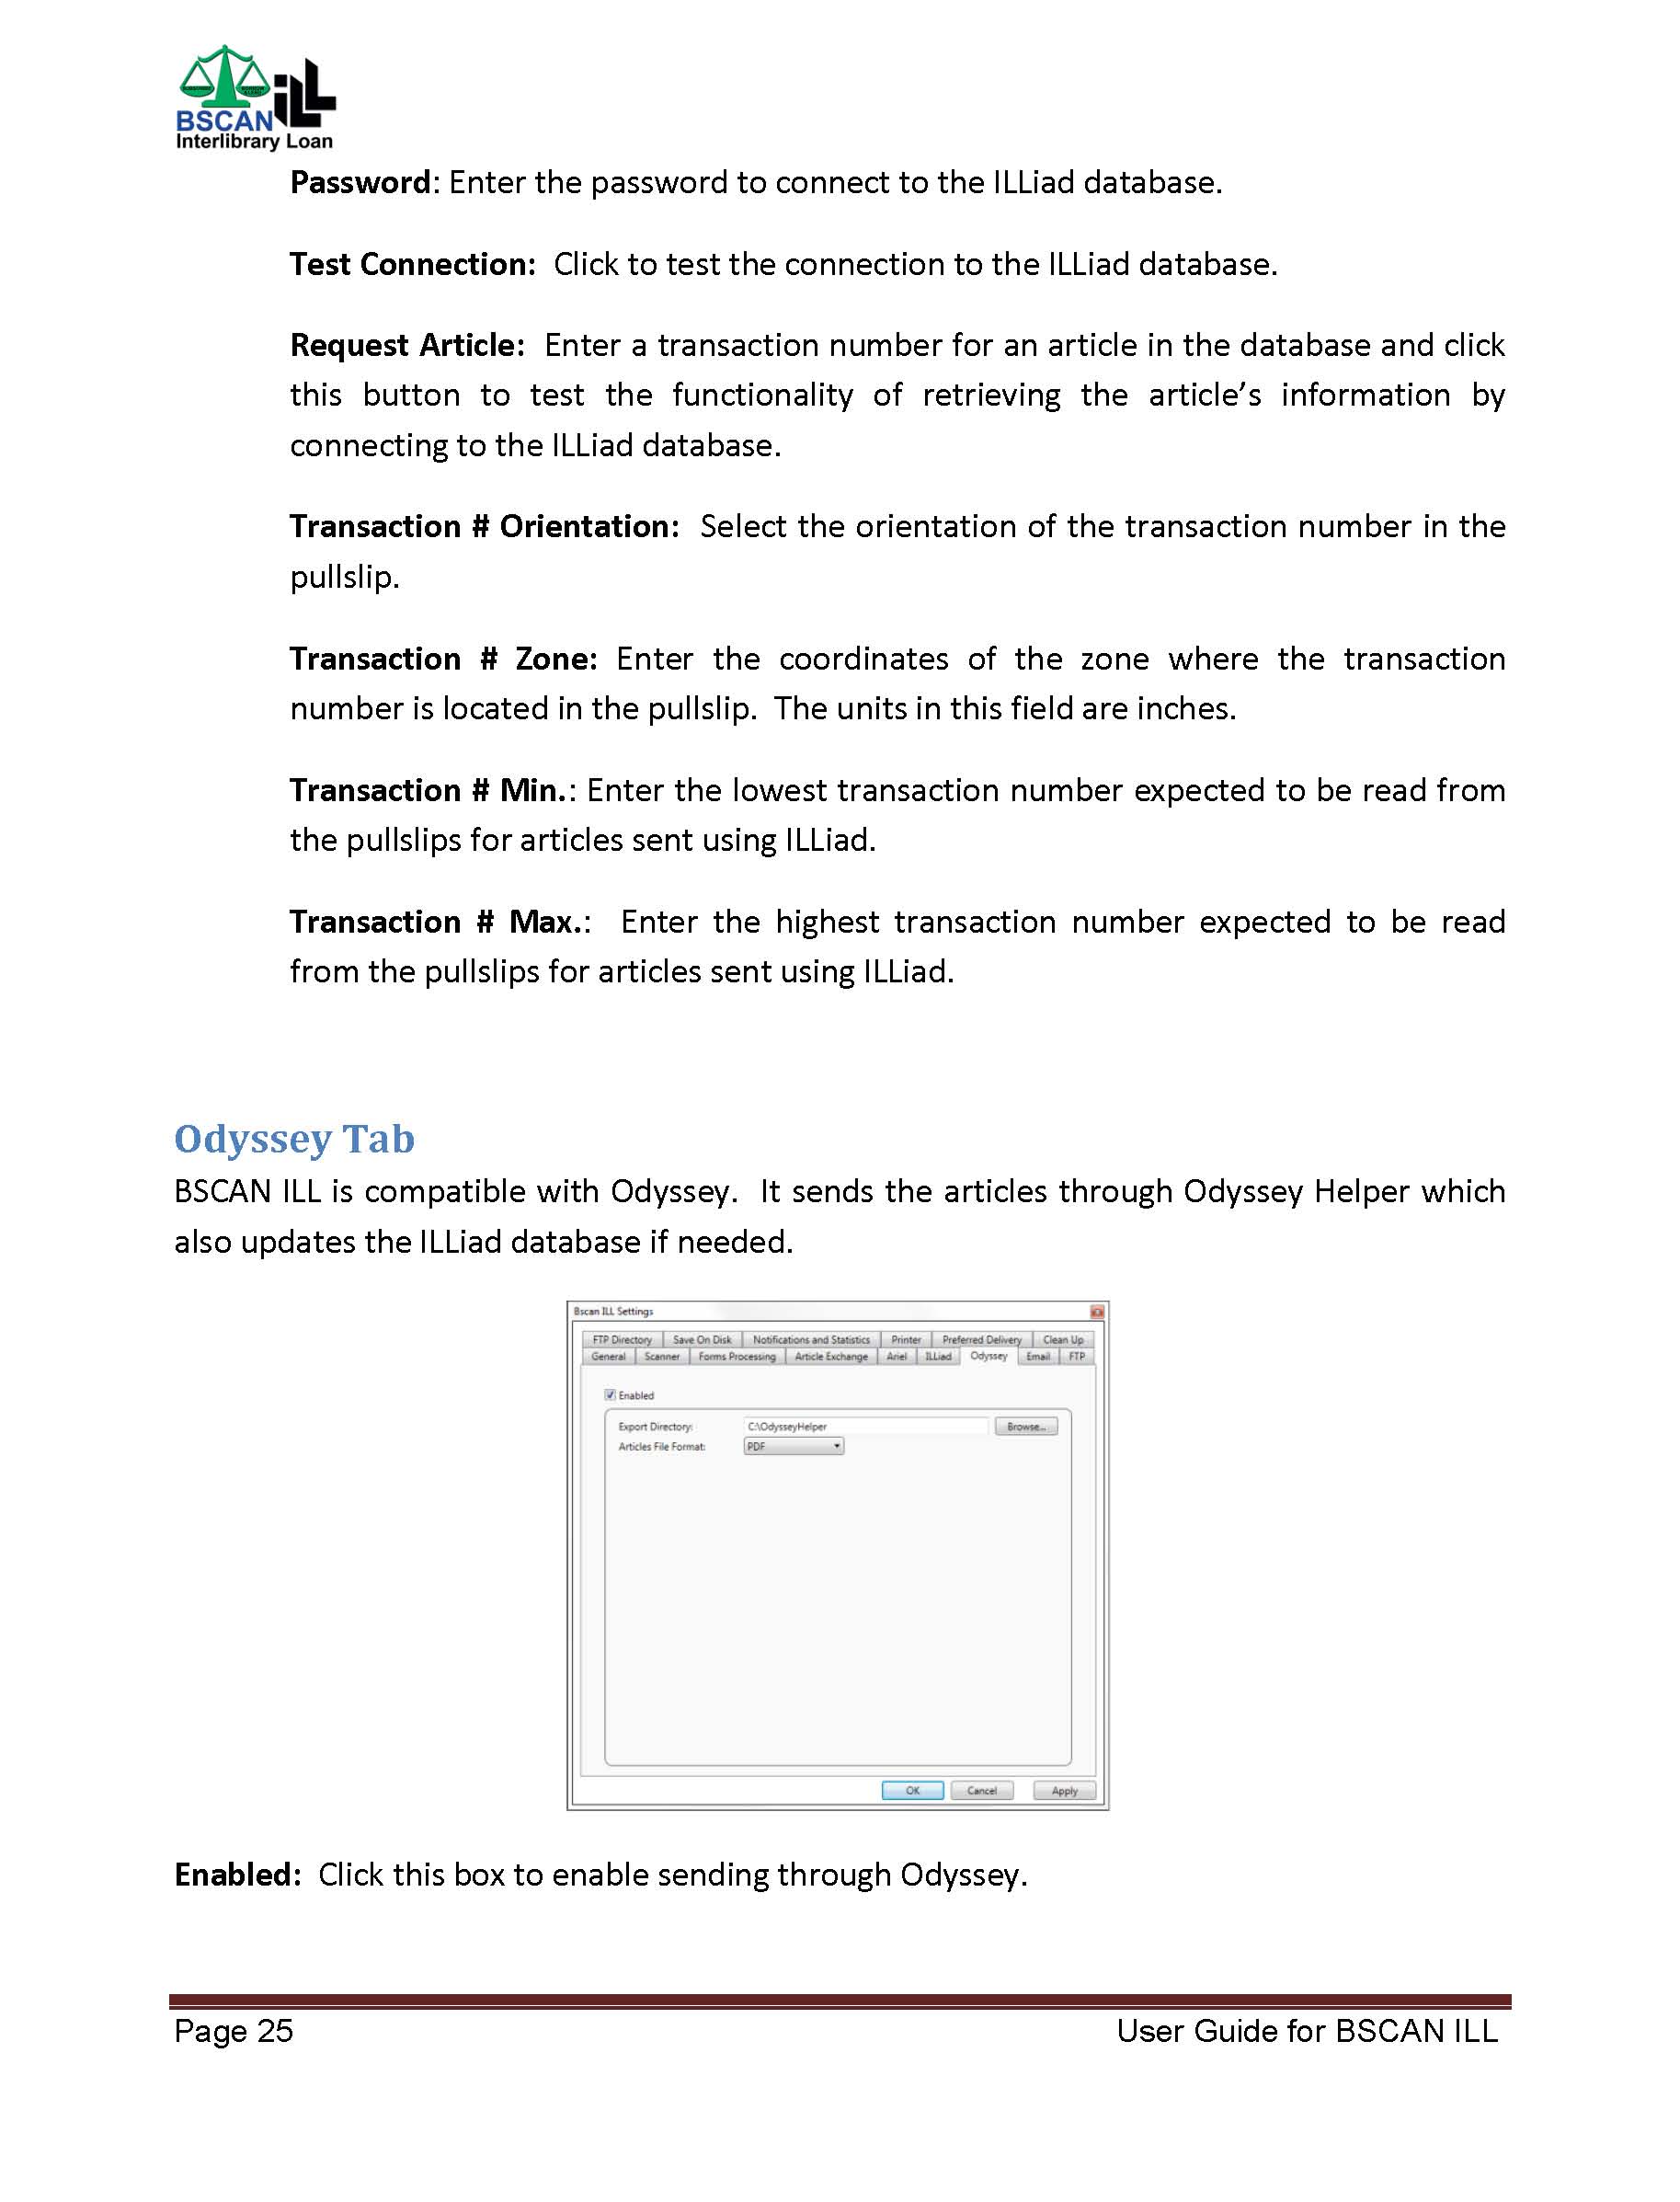 BSCAN ILL
Interlibrary Loan
Password: Enter the password to connect to the ILLiad database.
Test Connection: Click to test the connection to the ILLiad database.
Request Article: Enter a transaction number for an article in the database and click
this button to test the functionality of retrieving the article’s information by
connecting to the ILLiad database.
Transaction # Orientation: Select the orientation of the transaction number in the
pullslip.
Transaction # Zone: Enter the coordinates of the zone where the transaction
number is located in the pullslip. The units in this field are inches.
Transaction # Min.: Enter the lowest transaction number expected to be read from
the pullslips for articles sent using ILLiad.
Transaction # Max.: Enter the highest transaction number expected to be read
from the pullslips for articles sent using ILLiad.
Odyssey Tab
BSCAN ILL is compatible with Odyssey. It sends the articles through Odyssey Helper which
also updates the ILLiad database if needed.
Bscan ILL Settings
FTP Directory Save On Disk Notifications and Statistics Printer Preferred Delivery Clean Up
General Scanner Forms Processing Article Exchange Ariel ILLiad Odyssey Email FTP
Enabled
Export Directory: C:\OdysseyHelper Browse...
Articles File Format: PDF
OK Cancel Apply
Enabled: Click this box to enable sending through Odyssey.
Page 25 User Guide for BSCAN ILL